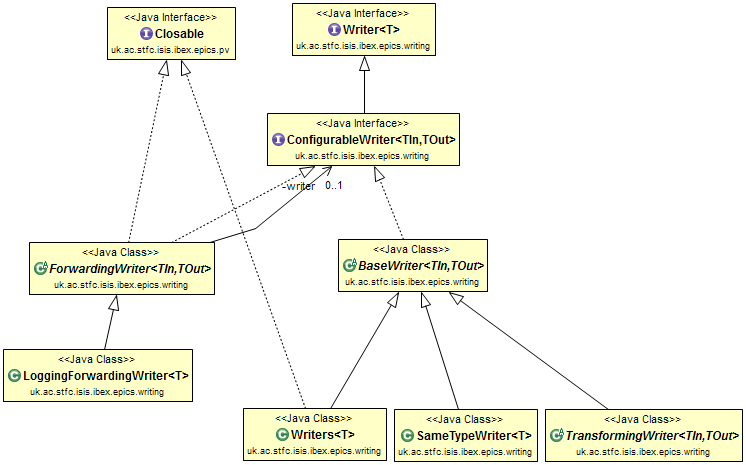 <<Java Interface>>
Closable
uk.ac.stfc.isis.ibex.epics.pv
<<Java Interface>>
Writer<T>
uk.ac.stfc.isis.ibex.epics.writing
<<Java Interface>>
ConfigurableWriter<TIn,TOut>
uk.ac.stfc.isis.ibex.epics.writing
-writer 0..1
<<Java Class>>
ForwardingWriter<TIn,TOut>
uk.ac.stfc.isis.ibex.epics.writing
<<Java Class>>
BaseWriter<TIn,TOut>
uk.ac.stfc.isis.ibex.epics.writing
<<Java Class>>
LoggingForwardingWriter<T>
uk.ac.stfc.isis.ibex.epics.writing
<<Java Class>>
Writers<T>
uk.ac.stfc.isis.ibex.epics.writing
<<Java Class>>
SameTypeWriter<T>
uk.ac.stfc.isis.ibex.epics.writing
<<Java Class>>
TransformingWriter<TIn,TOut>
uk.ac.stfc.isis.ibex.epics.writing